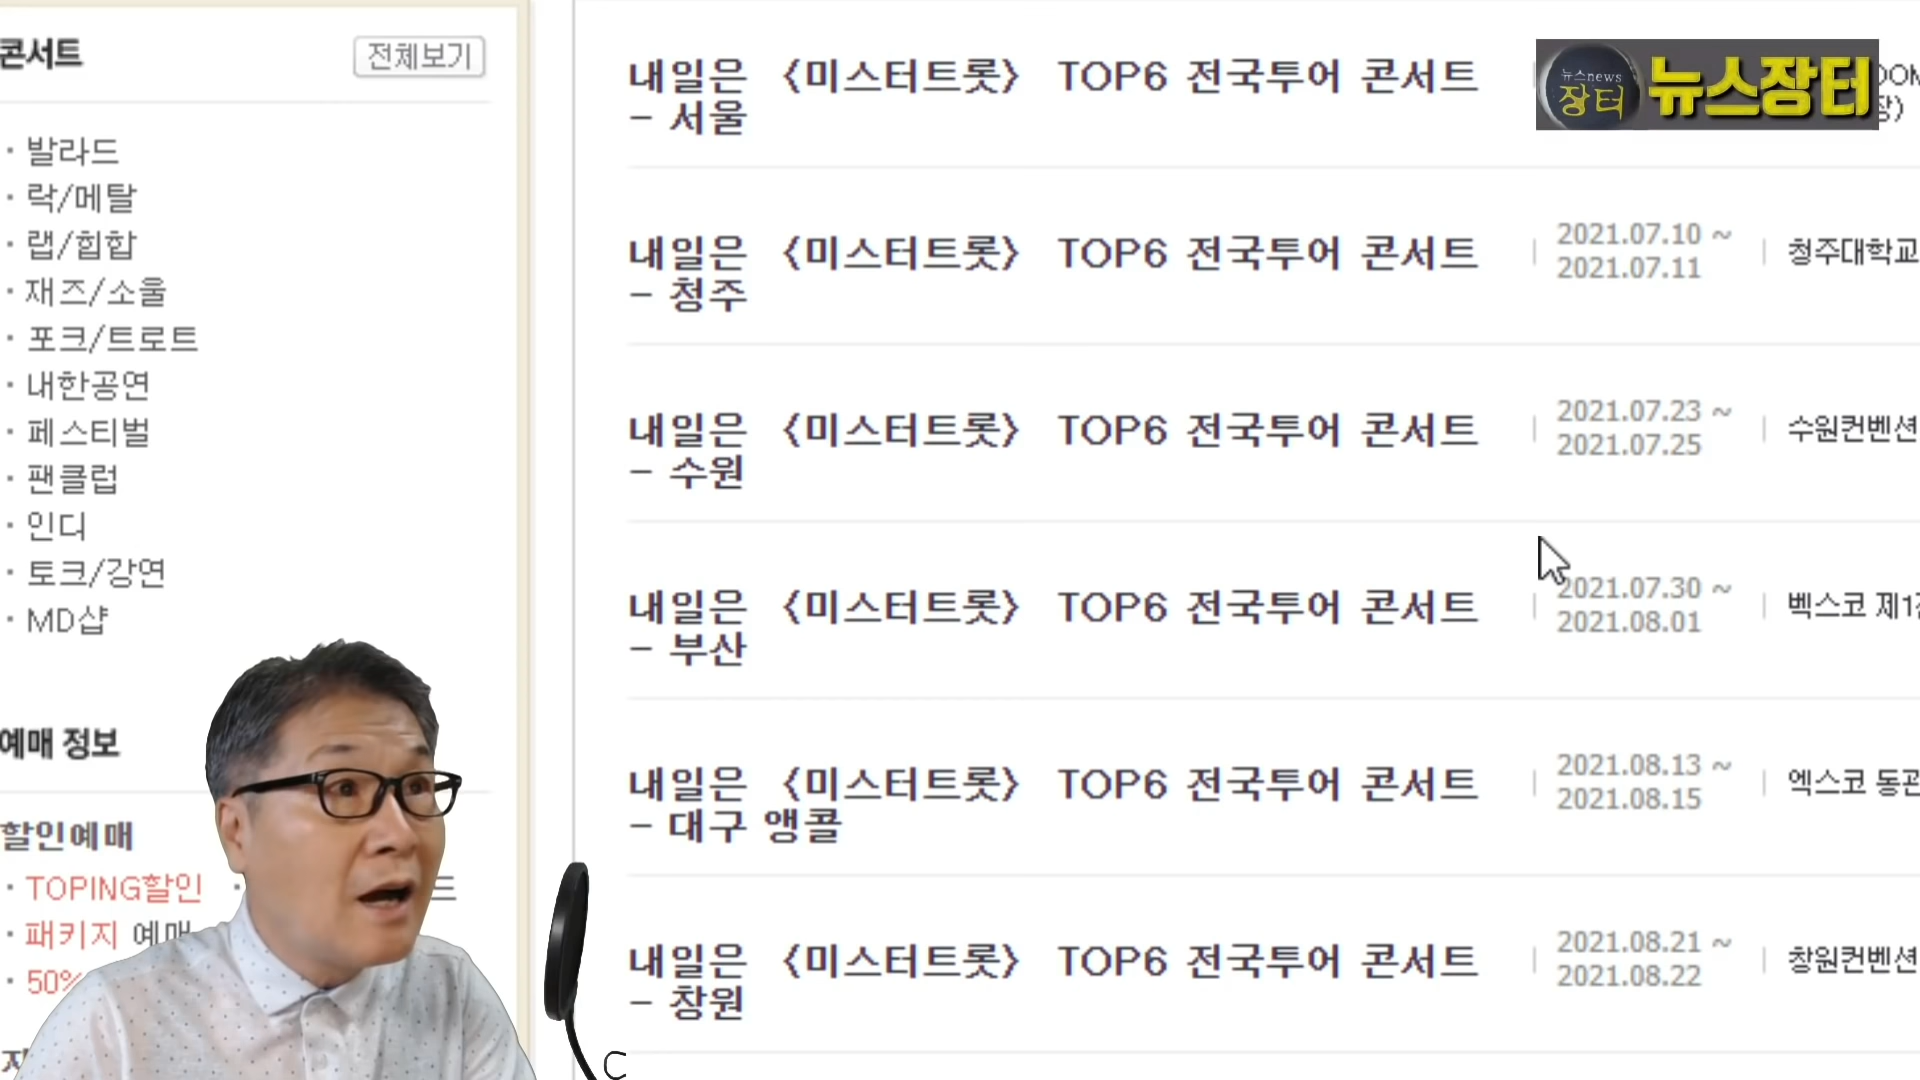 콘서트
전체보기
· 발라드
· 락/메탈
· 랩/힙합
· 재즈/소울
· 포크/트로트
· 내한공연
· 페스티벌
· 팬클럽
· 인디
· 토크/강연
· MD샵
예매 정보
할인예매
· TOPING할인 · 드
· 패키지 예매
· 50%
내일은 〈미스터트롯〉 TOP6 전국투어 콘서트
– 서울
뉴스news
장터
뉴스장터
내일은 〈미스터트롯〉 TOP6 전국투어 콘서트
– 청주
2021.07.10 ~
2021.07.11
청주대학교
내일은 〈미스터트롯〉 TOP6 전국투어 콘서트
– 수원
2021.07.23 ~
2021.07.25
수원컨벤션
내일은 〈미스터트롯〉 TOP6 전국투어 콘서트
– 부산
2021.07.30 ~
2021.08.01
벡스코 제1
내일은 〈미스터트롯〉 TOP6 전국투어 콘서트
– 대구 앵콜
2021.08.13 ~
2021.08.15
엑스코 동관
내일은 〈미스터트롯〉 TOP6 전국투어 콘서트
– 창원
2021.08.21 ~
2021.08.22
창원컨벤션